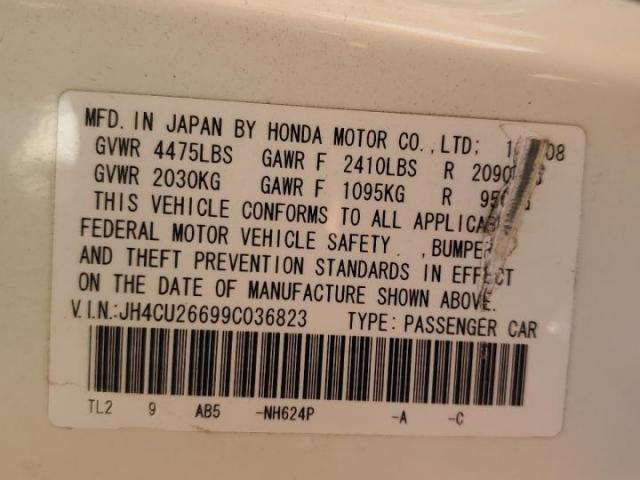 MFD. IN JAPAN BY HONDA MOTOR CO., LTD:
GVWR 4475LBS GAWR F 2410LBS R
GVWR 2030KG GAWR F 1095KG R
THIS VEHICLE CONFORMS TO ALL
FEDERAL MOTOR VEHICLE SAFETY , BUMPER
AND THEFT PREVENTION STANDARDS IN EFFECT
ON THE DATE OF MANUFACTURE SHOWN ABOVE.
V.I.N.:JH4CU26699C036823 TYPE: PASSENGER CAR
TL2 9 AB5 -NH624P -A -C